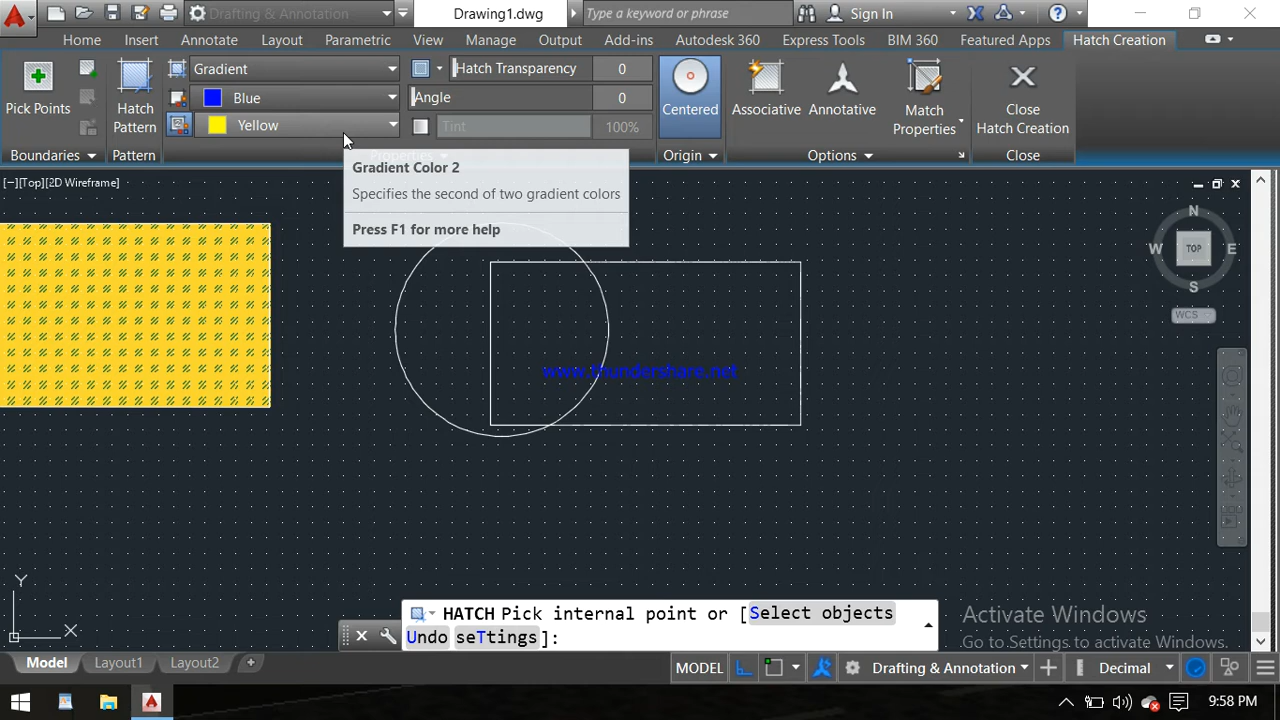 Drafting & Annotation
Drawing1.dwg
Type a keyword or phrase
Sign In
Home Insert Annotate Layout Parametric View Manage Output Add-ins Autodesk 360 Express Tools BIM 360 Featured Apps Hatch Creation
Pick Points
Boundaries
Hatch Pattern
Pattern
Gradient
Blue
Yellow
Hatch Transparency 0
Angle 0
Tint 100%
Centered
Origin
Associative
Annotative
Match Properties
Options
Close Hatch Creation
Close
Gradient Color 2
Specifies the second of two gradient colors
Press F1 for more help
[−][Top][2D Wireframe]
N
W TOP E
S
WCS
www.thundershare.net
Y
X
HATCH Pick internal point or [Select objects
Undo seTtings]:
Activate Windows
Go to Settings to activate Windows.
Model Layout1 Layout2
MODEL
Drafting & Annotation
Decimal
9:58 PM